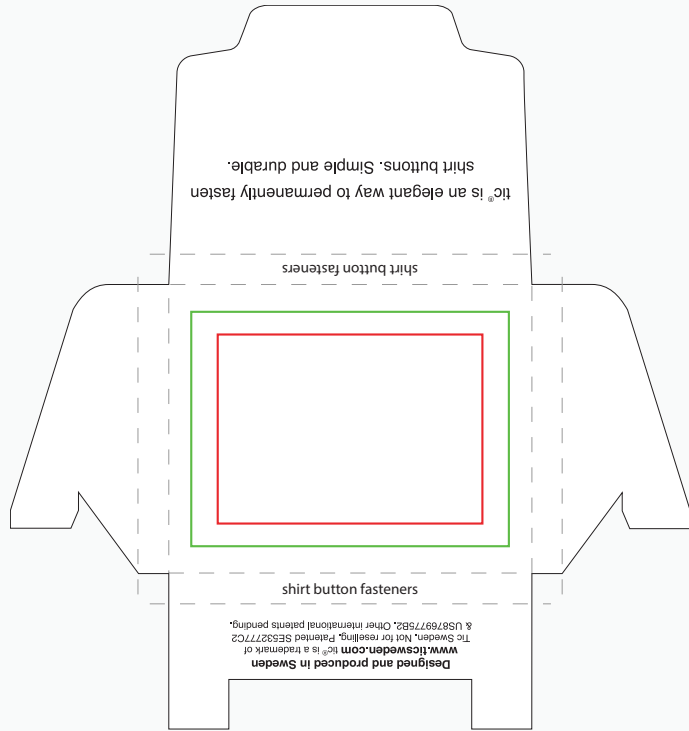 tic® is an elegant way to permanently fasten
shirt buttons. Simple and durable.
shirt button fasteners
shirt button fasteners
Designed and produced in Sweden
www.ticsweden.com tic® is a trademark of
Tic Sweden. Not for reselling. Patented SE532777C2
& US8769775B2. Other international patents pending.